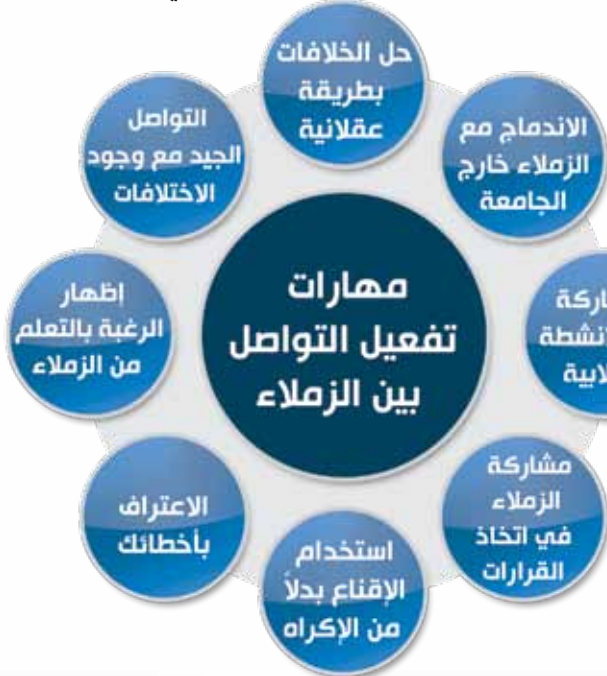 مهارات
تفعيل التواصل
بين الزملاء
حل الخلافات
بطريقة
عقلانية
الاندماج مع
الزملاء خارج
الجامعة
مشاركة
الزملاء
في اتخاذ
القرارات
استخدام
الإقناع بدلاً
من الإكراه
الاعتراف
بأخطائك
إظهار
الرغبة بالتعلم
من الزملاء
التواصل
الجيد مع وجود
الاختلافات